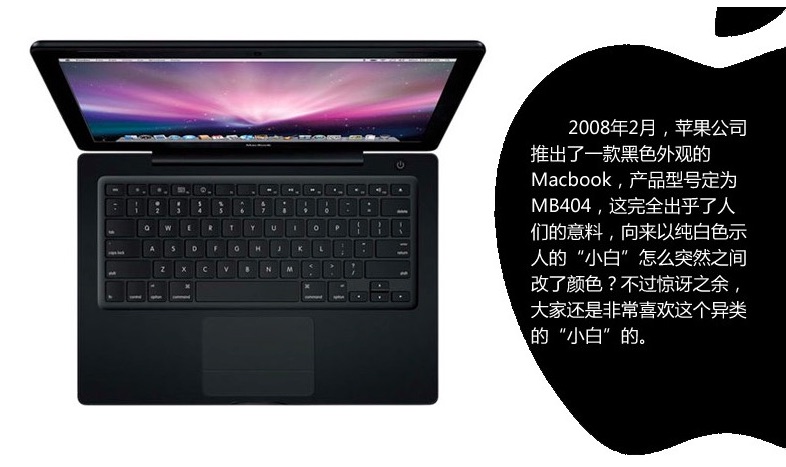 MacBook
2008年2月，苹果公司
推出了一款黑色外观的
Macbook，产品型号定为
MB404，这完全出乎了人
们的意料，向来以纯白色示
人的“小白”怎么突然之间
改了颜色？不过惊讶之余，
大家还是非常喜欢这个异类
的“小白”的。